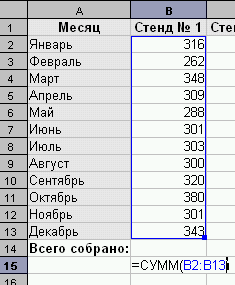 A B
1 Месяц Стенд № 1 Стен
2 Январь 316
3 Февраль 262
4 Март 348
5 Апрель 309
6 Май 288
7 Июнь 301
8 Июль 303
9 Август 300
10 Сентябрь 320
11 Октябрь 380
12 Ноябрь 301
13 Декабрь 343
14 Всего собрано:
15 =СУММ(B2:B13